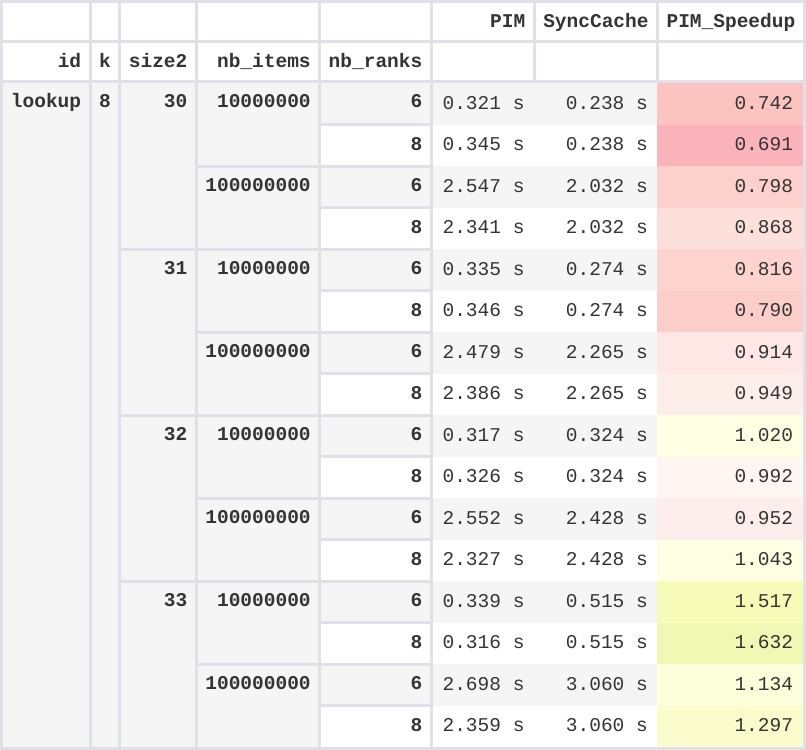 PIM SyncCache PIM_Speedup
id k size2 nb_items nb_ranks
lookup 8 30 10000000 6 0.321 s 0.238 s 0.742
8 0.345 s 0.238 s 0.691
100000000 6 2.547 s 2.032 s 0.798
8 2.341 s 2.032 s 0.868
31 10000000 6 0.335 s 0.274 s 0.816
8 0.346 s 0.274 s 0.790
100000000 6 2.479 s 2.265 s 0.914
8 2.386 s 2.265 s 0.949
32 10000000 6 0.317 s 0.324 s 1.020
8 0.326 s 0.324 s 0.992
100000000 6 2.552 s 2.428 s 0.952
8 2.327 s 2.428 s 1.043
33 10000000 6 0.339 s 0.515 s 1.517
8 0.316 s 0.515 s 1.632
100000000 6 2.698 s 3.060 s 1.134
8 2.359 s 3.060 s 1.297